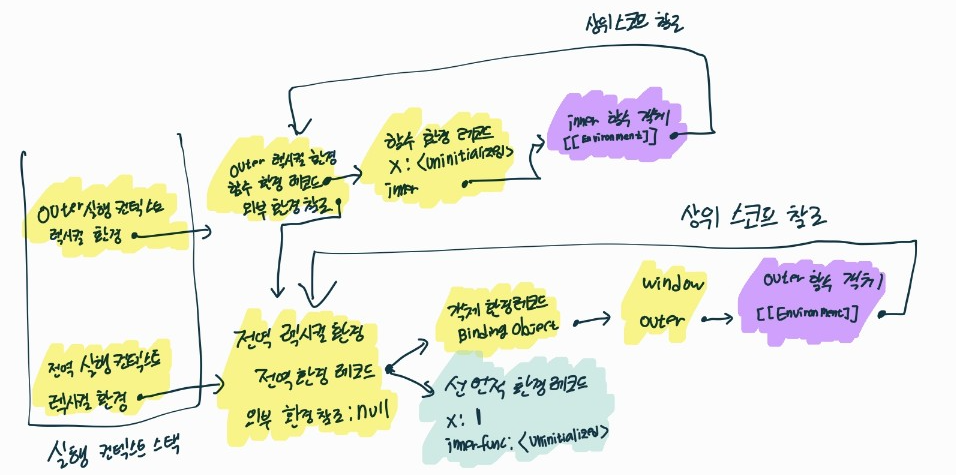 상위 스코프 참조
inner 함수 객체
[[Environment]]
함수 환경 레코드
x: <uninitialized>
inner
outer 렉시컬 환경
함수 환경 레코드
외부 환경 참조
outer 실행 컨텍스트
렉시컬 환경
상위 스코프 참조
window
outer
outer 함수 객체
[[Environment]]
객체 환경 레코드
Binding Object
전역 렉시컬 환경
전역 환경 레코드
외부 환경 참조 : null
선언적 환경 레코드
x: 1
innerfunc: <uninitialized>
전역 실행 컨텍스트
렉시컬 환경
실행 컨텍스트 스택